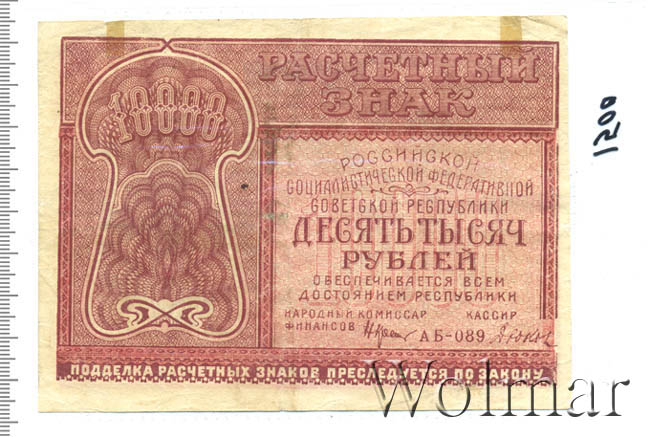 РАСЧЕТНЫЙ
ЗНАК
10000
РОССИЙСКОЙ
СОЦИАЛИСТИЧЕСКОЙ ФЕДЕРАТИВНОЙ
СОВЕТСКОЙ РЕСПУБЛИКИ
ДЕСЯТЬ ТЫСЯЧ
РУБЛЕЙ
ОБЕСПЕЧИВАЕТСЯ ВСЕМ
ДОСТОЯНИЕМ РЕСПУБЛИКИ
НАРОДНЫЙ КОМИССАР КАССИР
ФИНАНСОВ АБ-089
ПОДДЕЛКА РАСЧЕТНЫХ ЗНАКОВ ПРЕСЛЕДУЕТСЯ ПО ЗАКОНУ
1200
Wolmar